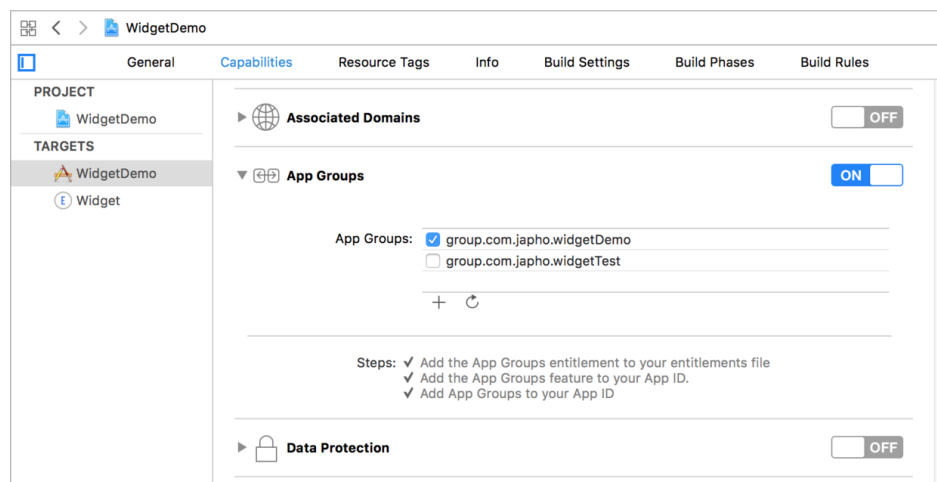 WidgetDemo
General Capabilities Resource Tags Info Build Settings Build Phases Build Rules
PROJECT
WidgetDemo
TARGETS
WidgetDemo
E Widget
Associated Domains OFF
App Groups ON
App Groups: group.com.japho.widgetDemo
group.com.japho.widgetTest
Steps: ✓ Add the App Groups entitlement to your entitlements file
✓ Add the App Groups feature to your App ID.
✓ Add App Groups to your App ID
Data Protection OFF